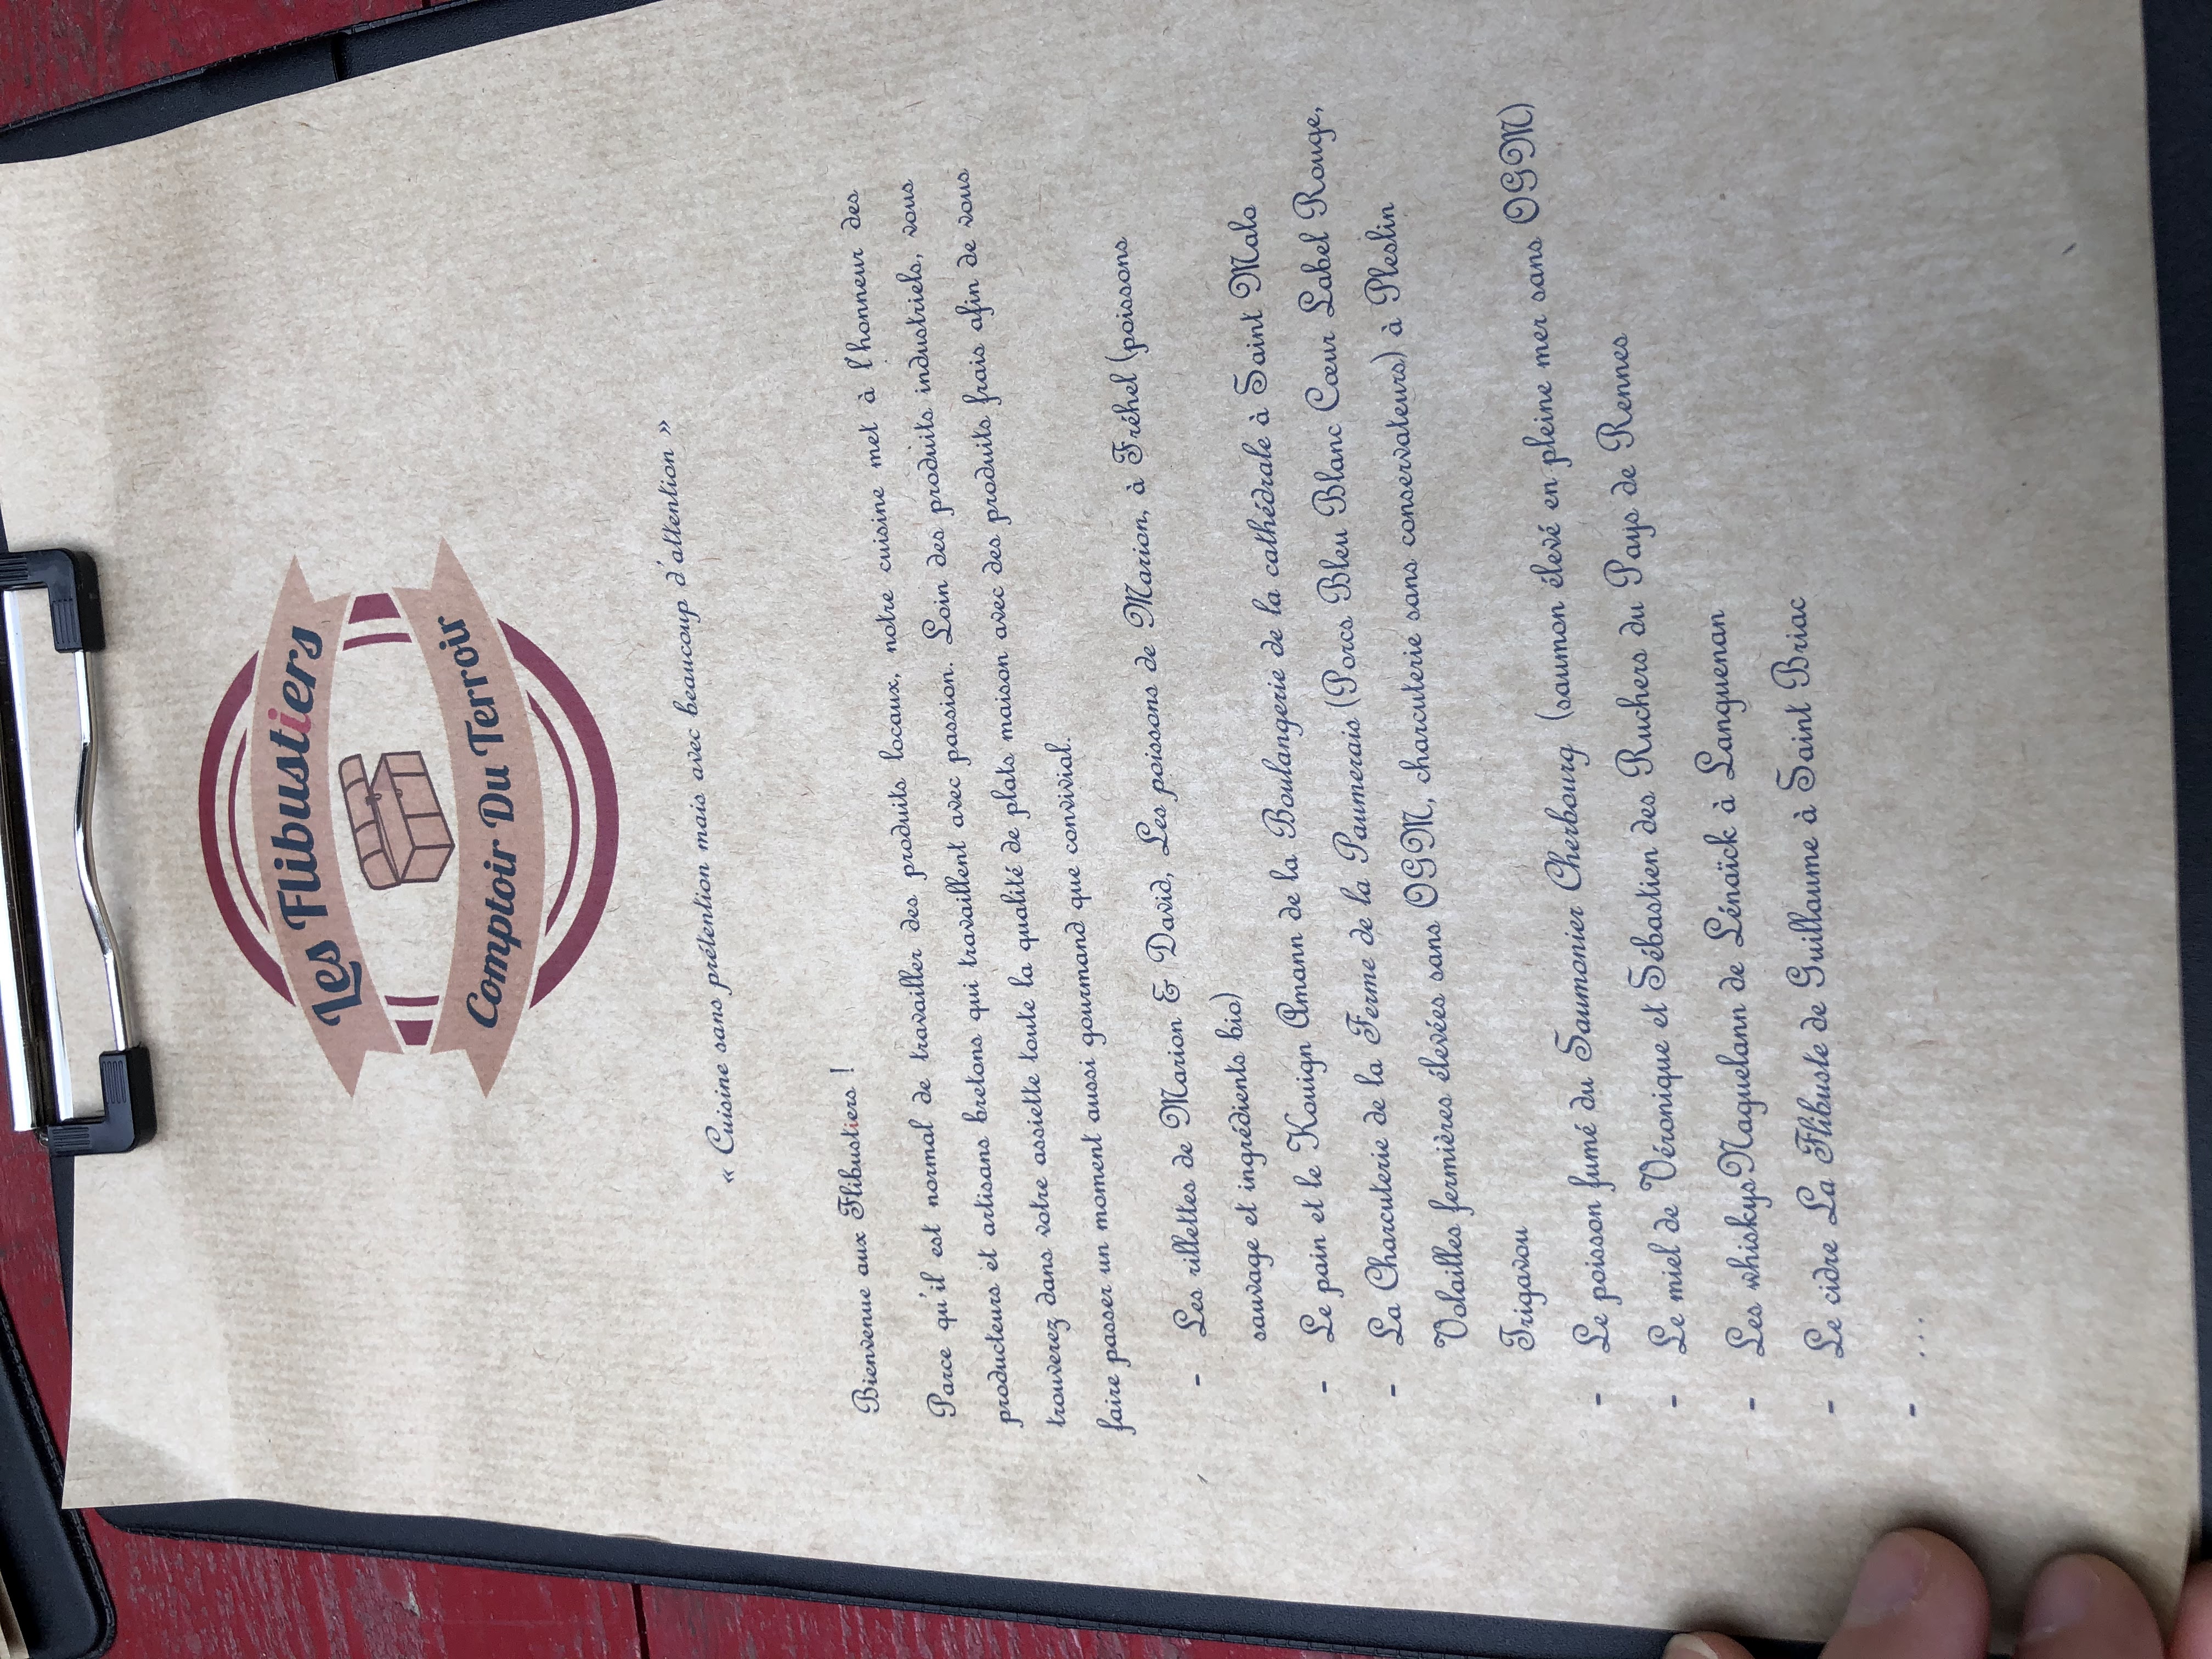 Les Flibustiers
Comptoir Du Terroir
« Cuisine sans prétention mais avec beaucoup d'attention »
Bienvenue aux Flibustiers !
Parce qu'il est normal de travailler des produits locaux, notre cuisine met à l'honneur des
producteurs et artisans bretons qui travaillent avec passion. Loin des produits industriels, vous
trouverez dans votre assiette toute la qualité de plats maison avec des produits frais afin de vous
faire passer un moment aussi gourmand que convivial.
- Les rillettes de Marion & David, Les poissons de Marion, à Fréhel (poissons
sauvage et ingrédients bio)
- Le pain et le Kouign Amann de la Boulangerie de la cathédrale à Saint Malo
- La Charcuterie de la Ferme de la Paumerais (Porcs Bleu Blanc Cœur Label Rouge,
Volailles fermières élevées sans OGM, charcuterie sans conservateurs) à Pleslin
Trigavou
- Le poisson fumé du Saumonier Cherbourg (saumon élevé en pleine mer sans OGM)
- Le miel de Véronique et Sébastien des Ruchers du Pays de Rennes
- Les whiskys Naguelann de Lénaïck à Languenan
- Le cidre La Flibuste de Guillaume à Saint Briac
- ...